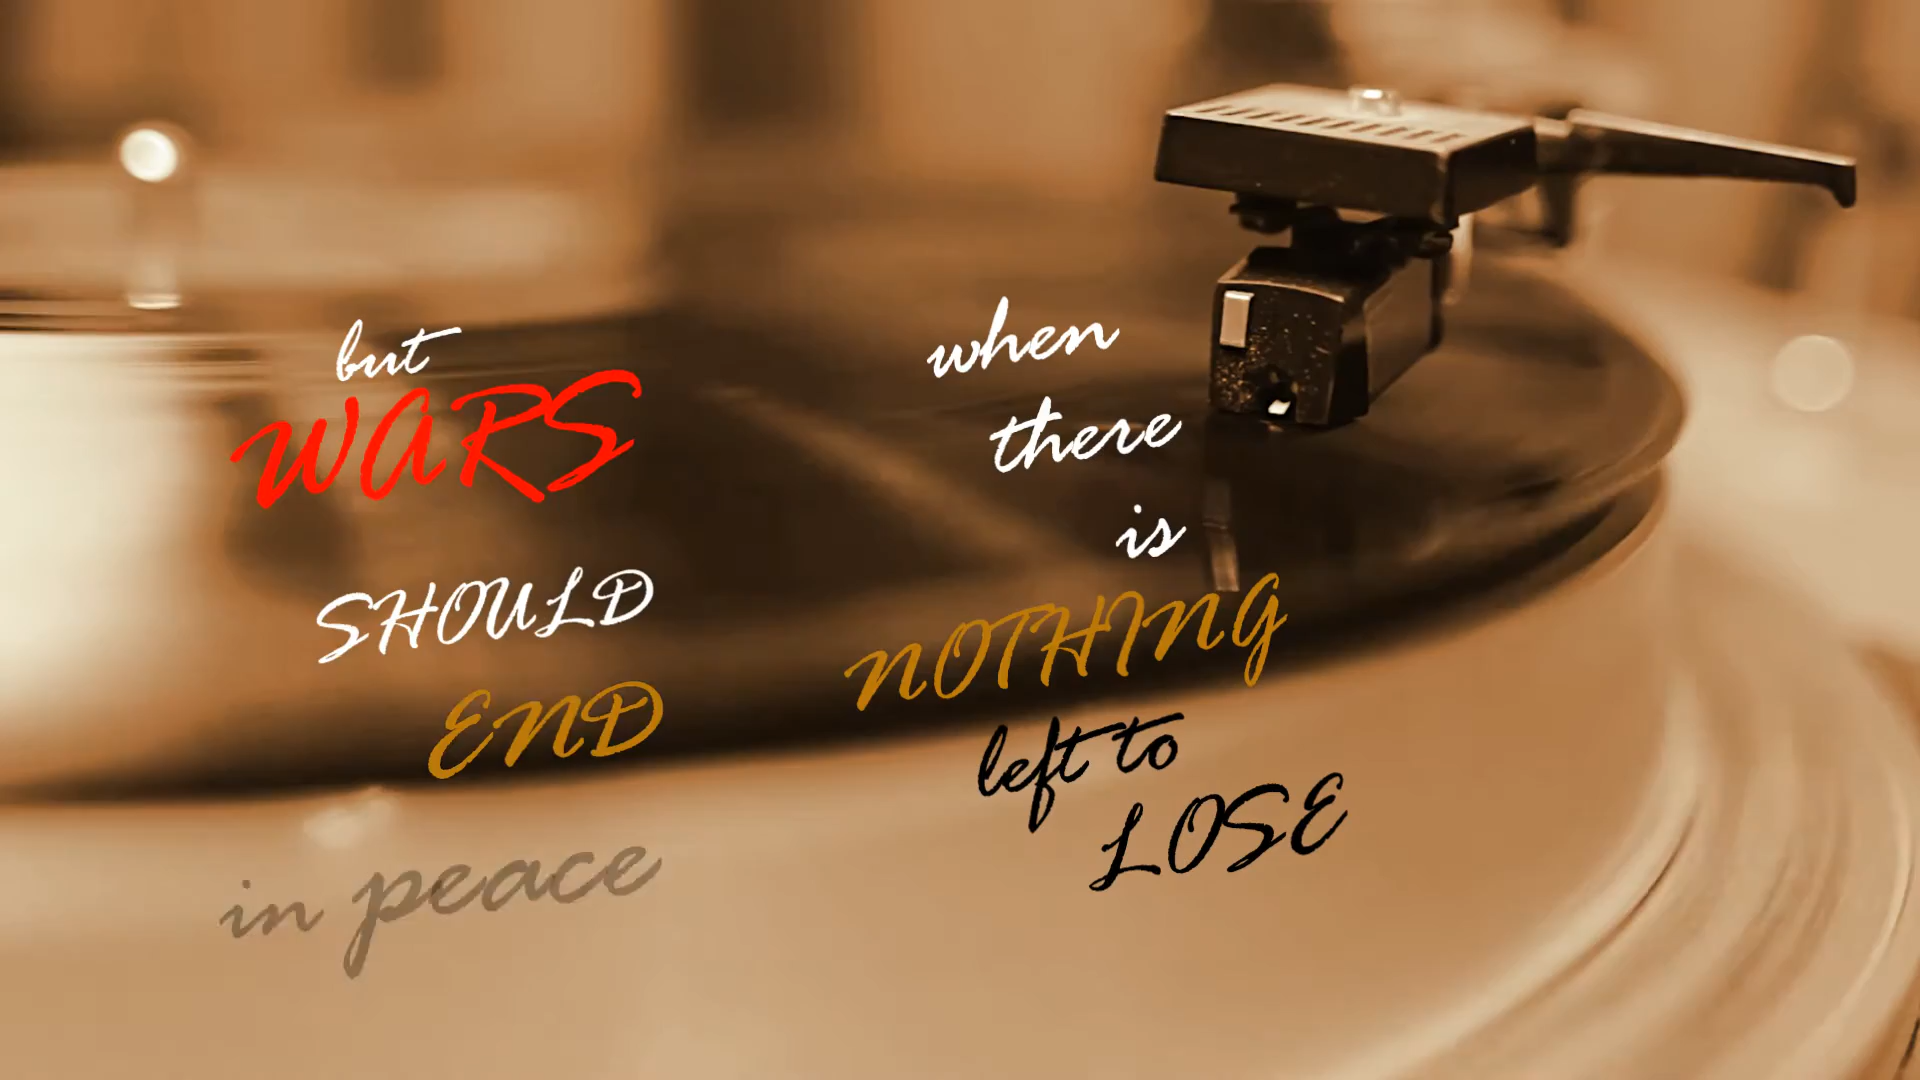 but
WARS
SHOULD
END
in peace
when
there
is
NOTHING
left to
LOSE